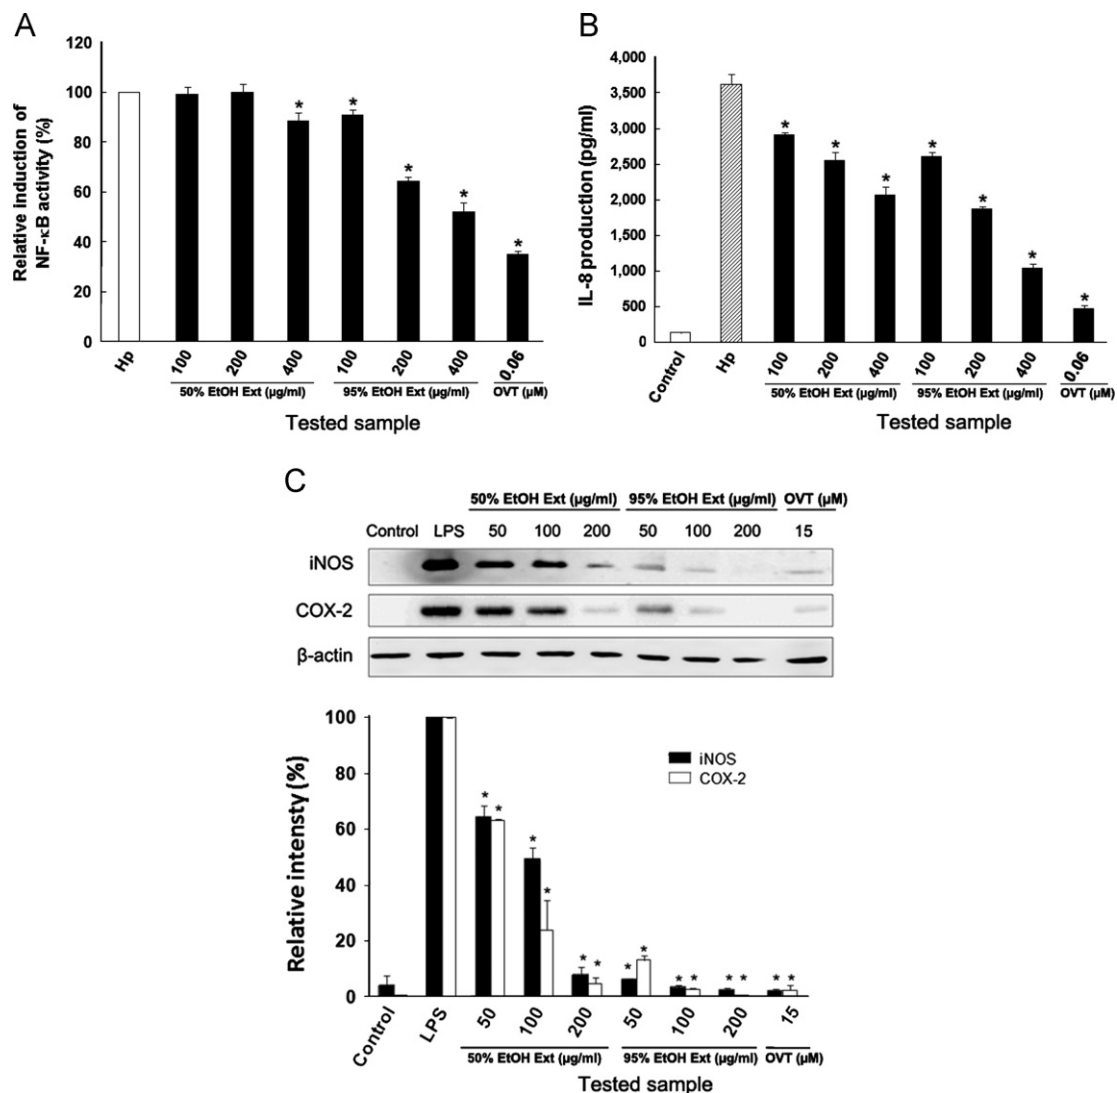 A
Relative induction of
NF-κB activity (%)
120
100
80
60
40
20
0
* * * * *
Hp 100 200 400 100 200 400 0.06
50% EtOH Ext (μg/ml) 95% EtOH Ext (μg/ml) OVT (μM)
Tested sample
B
IL-8 production (pg/ml)
4,000
3,500
3,000
2,500
2,000
1,500
1,000
500
0
* * * * * * *
Control Hp 100 200 400 100 200 400 0.06
50% EtOH Ext (μg/ml) 95% EtOH Ext (μg/ml) OVT (μM)
Tested sample
C
50% EtOH Ext (μg/ml) 95% EtOH Ext (μg/ml) OVT (μM)
Control LPS 50 100 200 50 100 200 15
iNOS
COX-2
β-actin
Relative intensty (%)
100
80
60
40
20
0
iNOS
COX-2
* * * * * * * * * * * * * *
Control LPS 50 100 200 50 100 200 15
50% EtOH Ext (μg/ml) 95% EtOH Ext (μg/ml) OVT (μM)
Tested sample